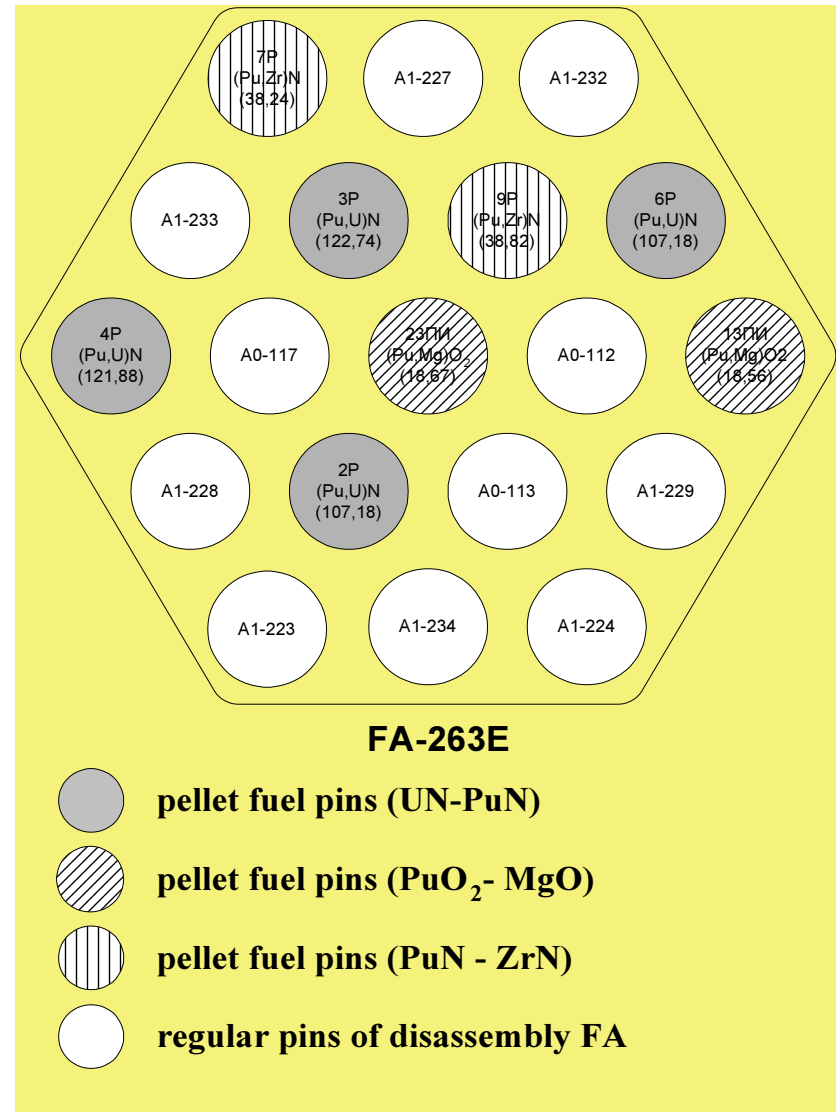 7P
(Pu,Zr)N
(38,24)
A1-227
A1-232
A1-233
3P
(Pu,U)N
(122,74)
9P
(Pu,Zr)N
(38,82)
6P
(Pu,U)N
(107,18)
4P
(Pu,U)N
(121,88)
A0-117
23ПИ
(Pu,Mg)O₂
(18,67)
A0-112
13ПИ
(Pu,Mg)O2
(18,56)
A1-228
2P
(Pu,U)N
(107,18)
A0-113
A1-229
A1-223
A1-234
A1-224
FA-263E
pellet fuel pins (UN-PuN)
pellet fuel pins (PuO₂- MgO)
pellet fuel pins (PuN - ZrN)
regular pins of disassembly FA